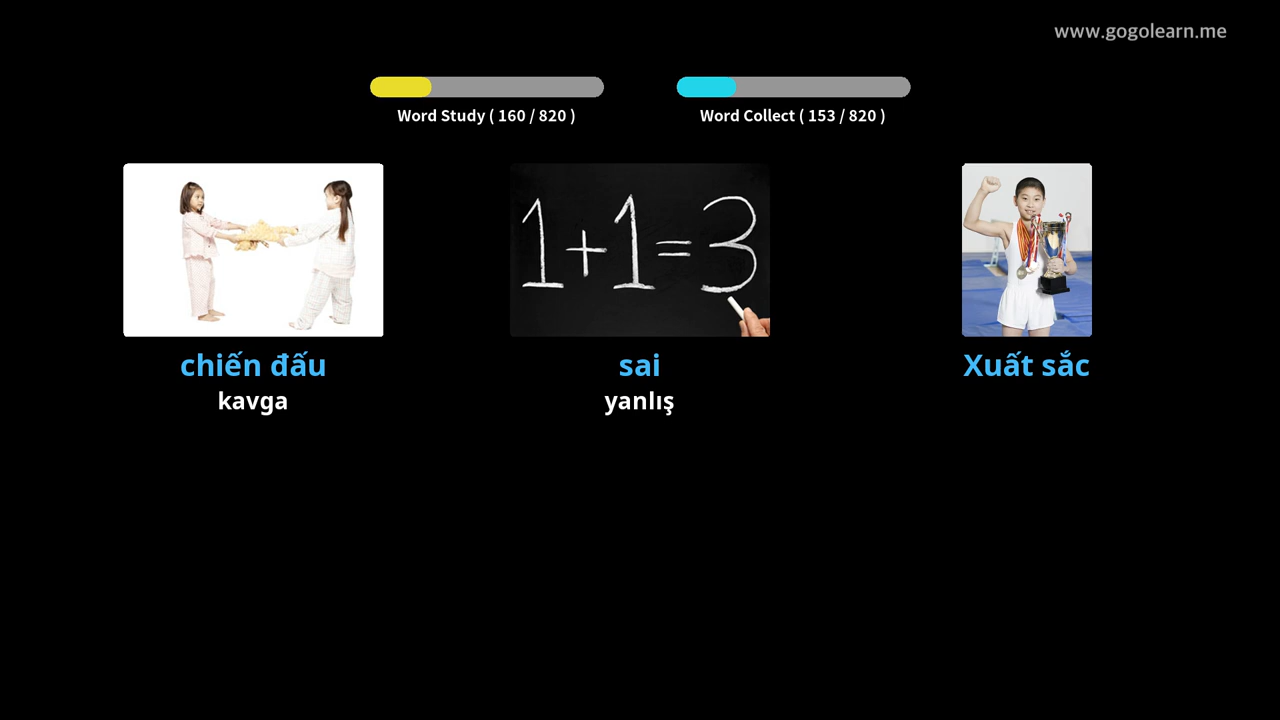 www.gogolearn.me
Word Study ( 160 / 820 )
Word Collect ( 153 / 820 )
1+1=3
chiến đấu
kavga
sai
yanlış
Xuất sắc